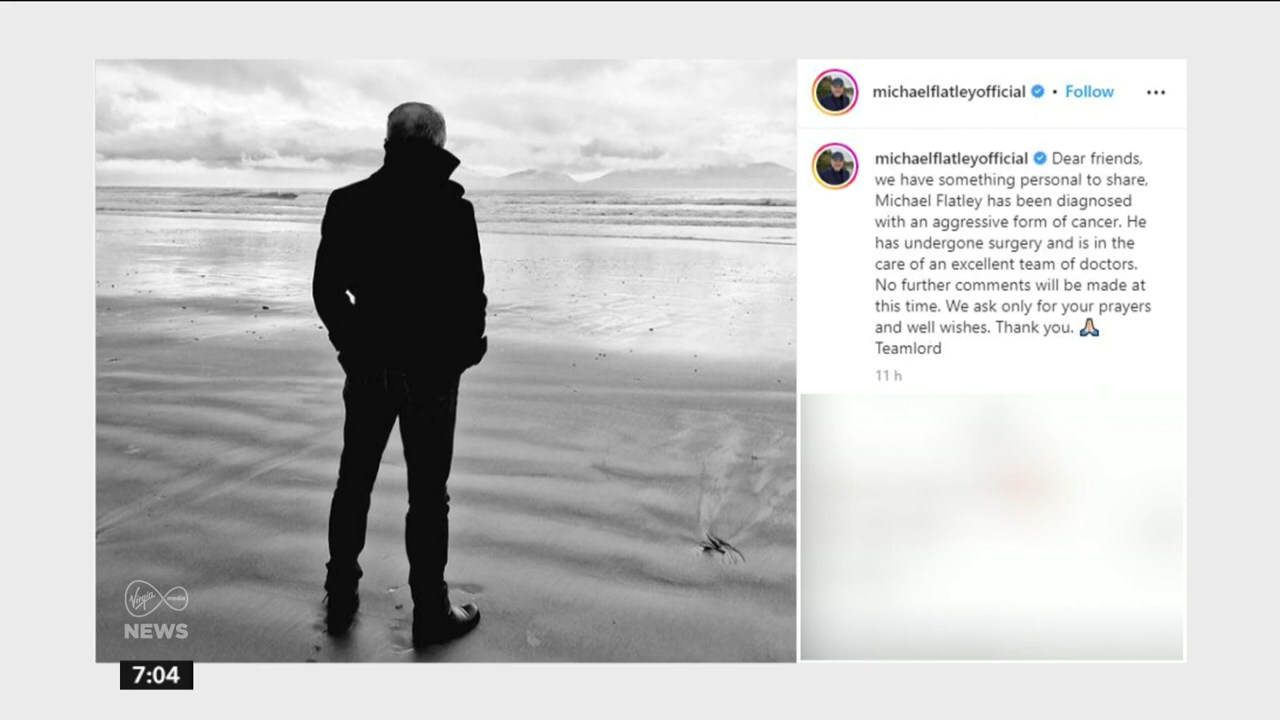 michaelflatleyofficial • Follow •••
michaelflatleyofficial Dear friends,
we have something personal to share,
Michael Flatley has been diagnosed
with an aggressive form of cancer. He
has undergone surgery and is in the
care of an excellent team of doctors.
No further comments will be made at
this time. We ask only for your prayers
and well wishes. Thank you. 🙏🏻
Teamlord
11 h
Virgin media
NEWS
7:04